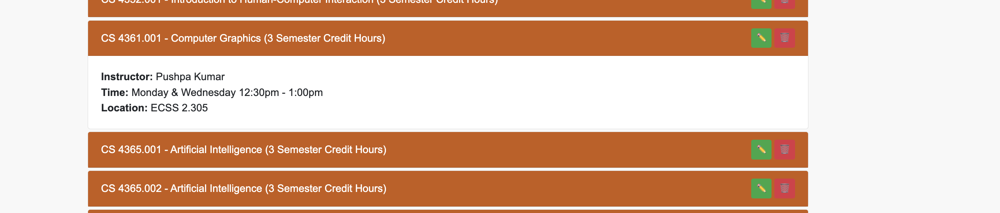 CS 4352.001 - Introduction to Human-Computer Interaction (3 Semester Credit Hours)
CS 4361.001 - Computer Graphics (3 Semester Credit Hours)
Instructor: Pushpa Kumar
Time: Monday & Wednesday 12:30pm - 1:00pm
Location: ECSS 2.305
CS 4365.001 - Artificial Intelligence (3 Semester Credit Hours)
CS 4365.002 - Artificial Intelligence (3 Semester Credit Hours)